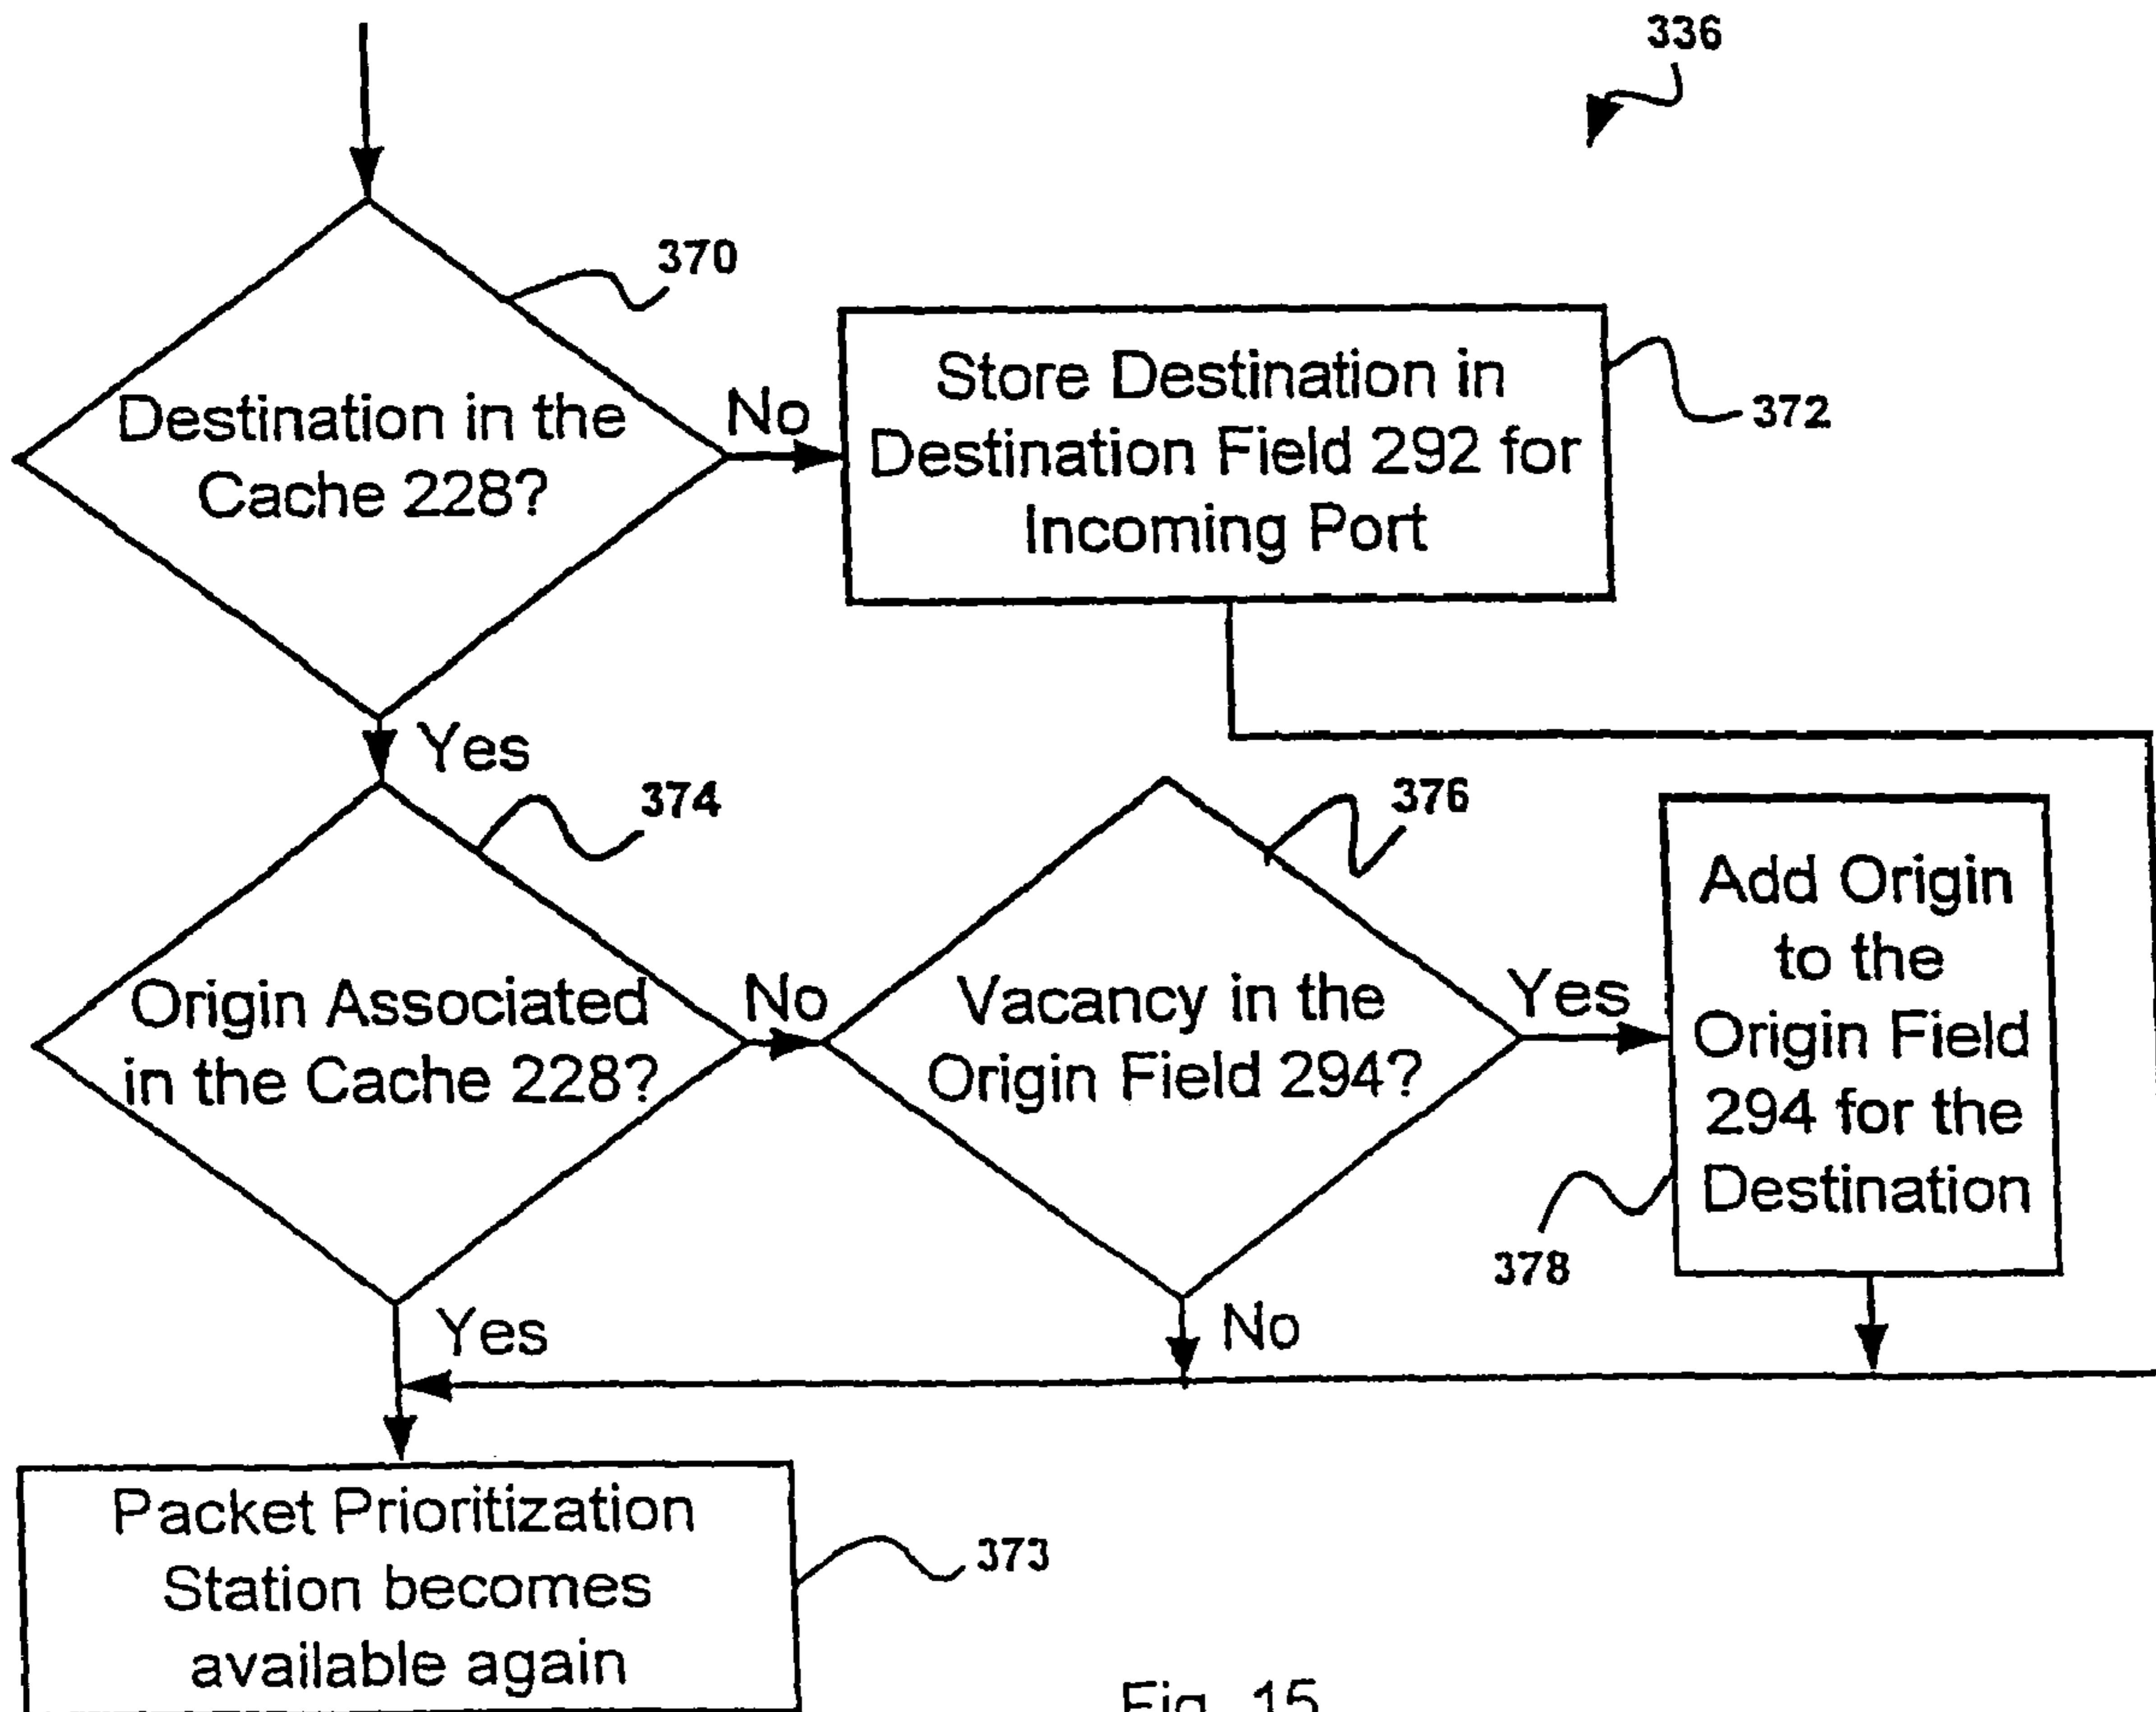 336
370
Destination in the
Cache 228?
No
Store Destination in
Destination Field 292 for
Incoming Port
372
Yes
374
Origin Associated
in the Cache 228?
No
376
Vacancy in the
Origin Field 294?
Yes
Add Origin
to the
Origin Field
294 for the
Destination
378
Yes
No
Packet Prioritization
Station becomes
available again
373
Fig. 15